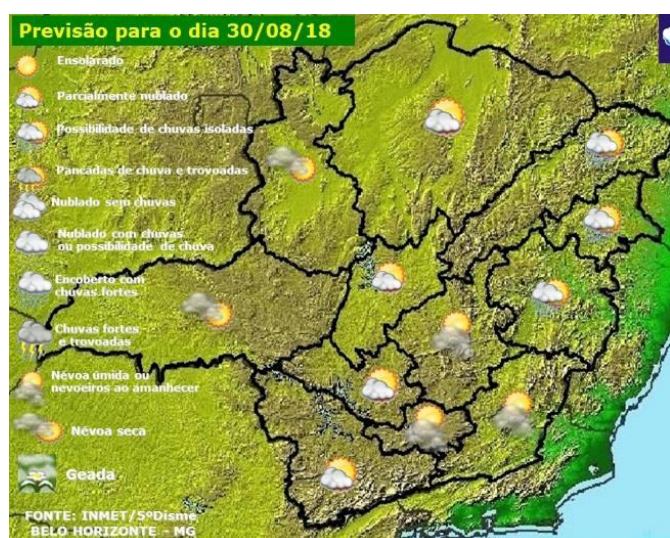 Previsão para o dia 30/08/18
Ensolarado
Parcialmente nublado
Possibilidade de chuvas isoladas
Pancadas de chuva e trovoadas
Nublado sem chuvas
Nublado com chuvas
ou possibilidade de chuva
Encoberto com
chuvas fortes
Chuvas fortes
e trovoadas
Névoa úmida ou
nevoeiros ao amanhecer
Névoa seca
Geada
FONTE: INMET/5ºDisme
BELO HORIZONTE - MG